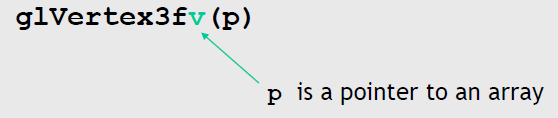 glVertex3fv(p)
p is a pointer to an array